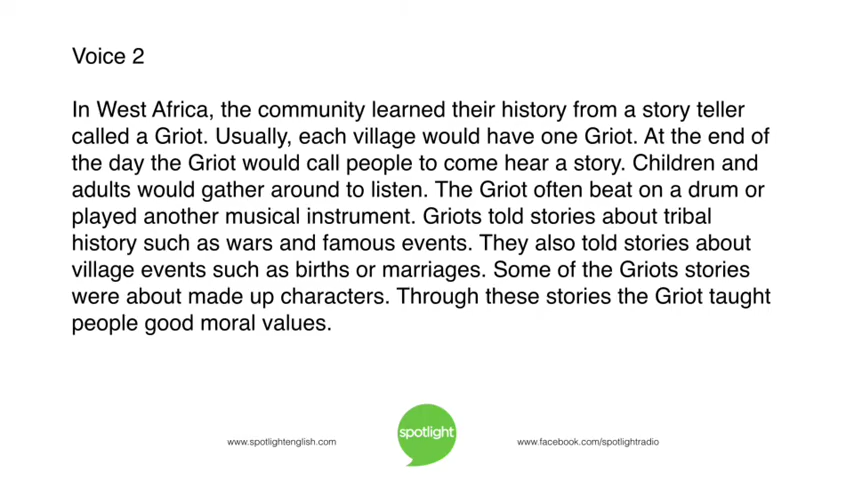 Voice 2
In West Africa, the community learned their history from a story teller
called a Griot. Usually, each village would have one Griot. At the end of
the day the Griot would call people to come hear a story. Children and
adults would gather around to listen. The Griot often beat on a drum or
played another musical instrument. Griots told stories about tribal
history such as wars and famous events. They also told stories about
village events such as births or marriages. Some of the Griots stories
were about made up characters. Through these stories the Griot taught
people good moral values.
spotlight
www.spotlightenglish.com
www.facebook.com/spotlightradio